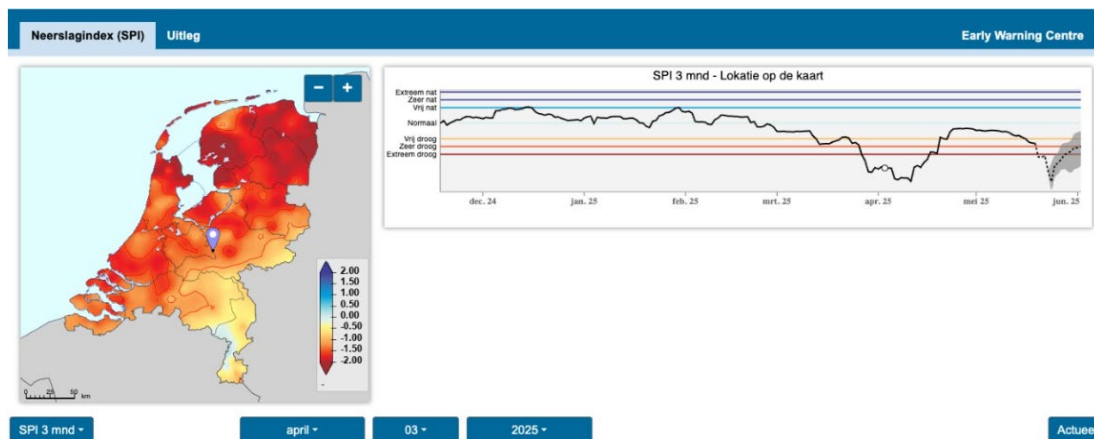 Neerslagindex (SPI) Uitleg Early Warning Centre
− +
2.00
1.50
1.00
0.50
0.00
-0.50
-1.00
-1.50
-2.00
-
0 25 50 km
SPI 3 mnd - Lokatie op de kaart
Extreem nat
Zeer nat
Vrij nat
Normaal
Vrij droog
Zeer droog
Extreem droog
dec. 24 jan. 25 feb. 25 mrt. 25 apr. 25 mei 25 jun. 25
SPI 3 mnd april 03 2025 Actuee